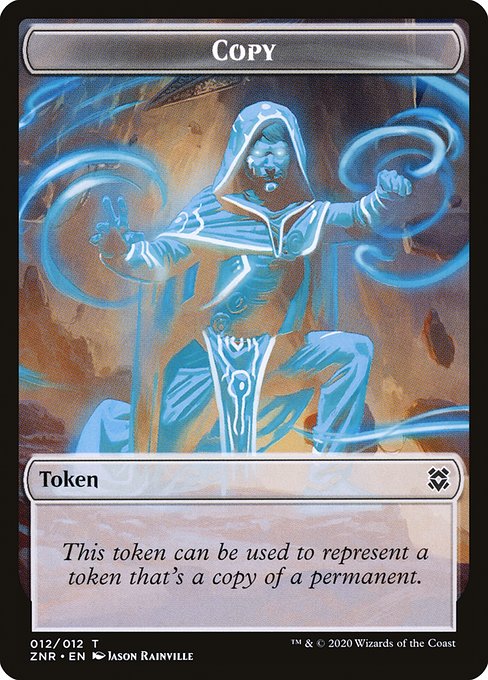 COPY
Token
This token can be used to represent a
token that's a copy of a permanent.
012/012 T
ZNR • EN JASON RAINVILLE
™ & © 2020 Wizards of the Coast